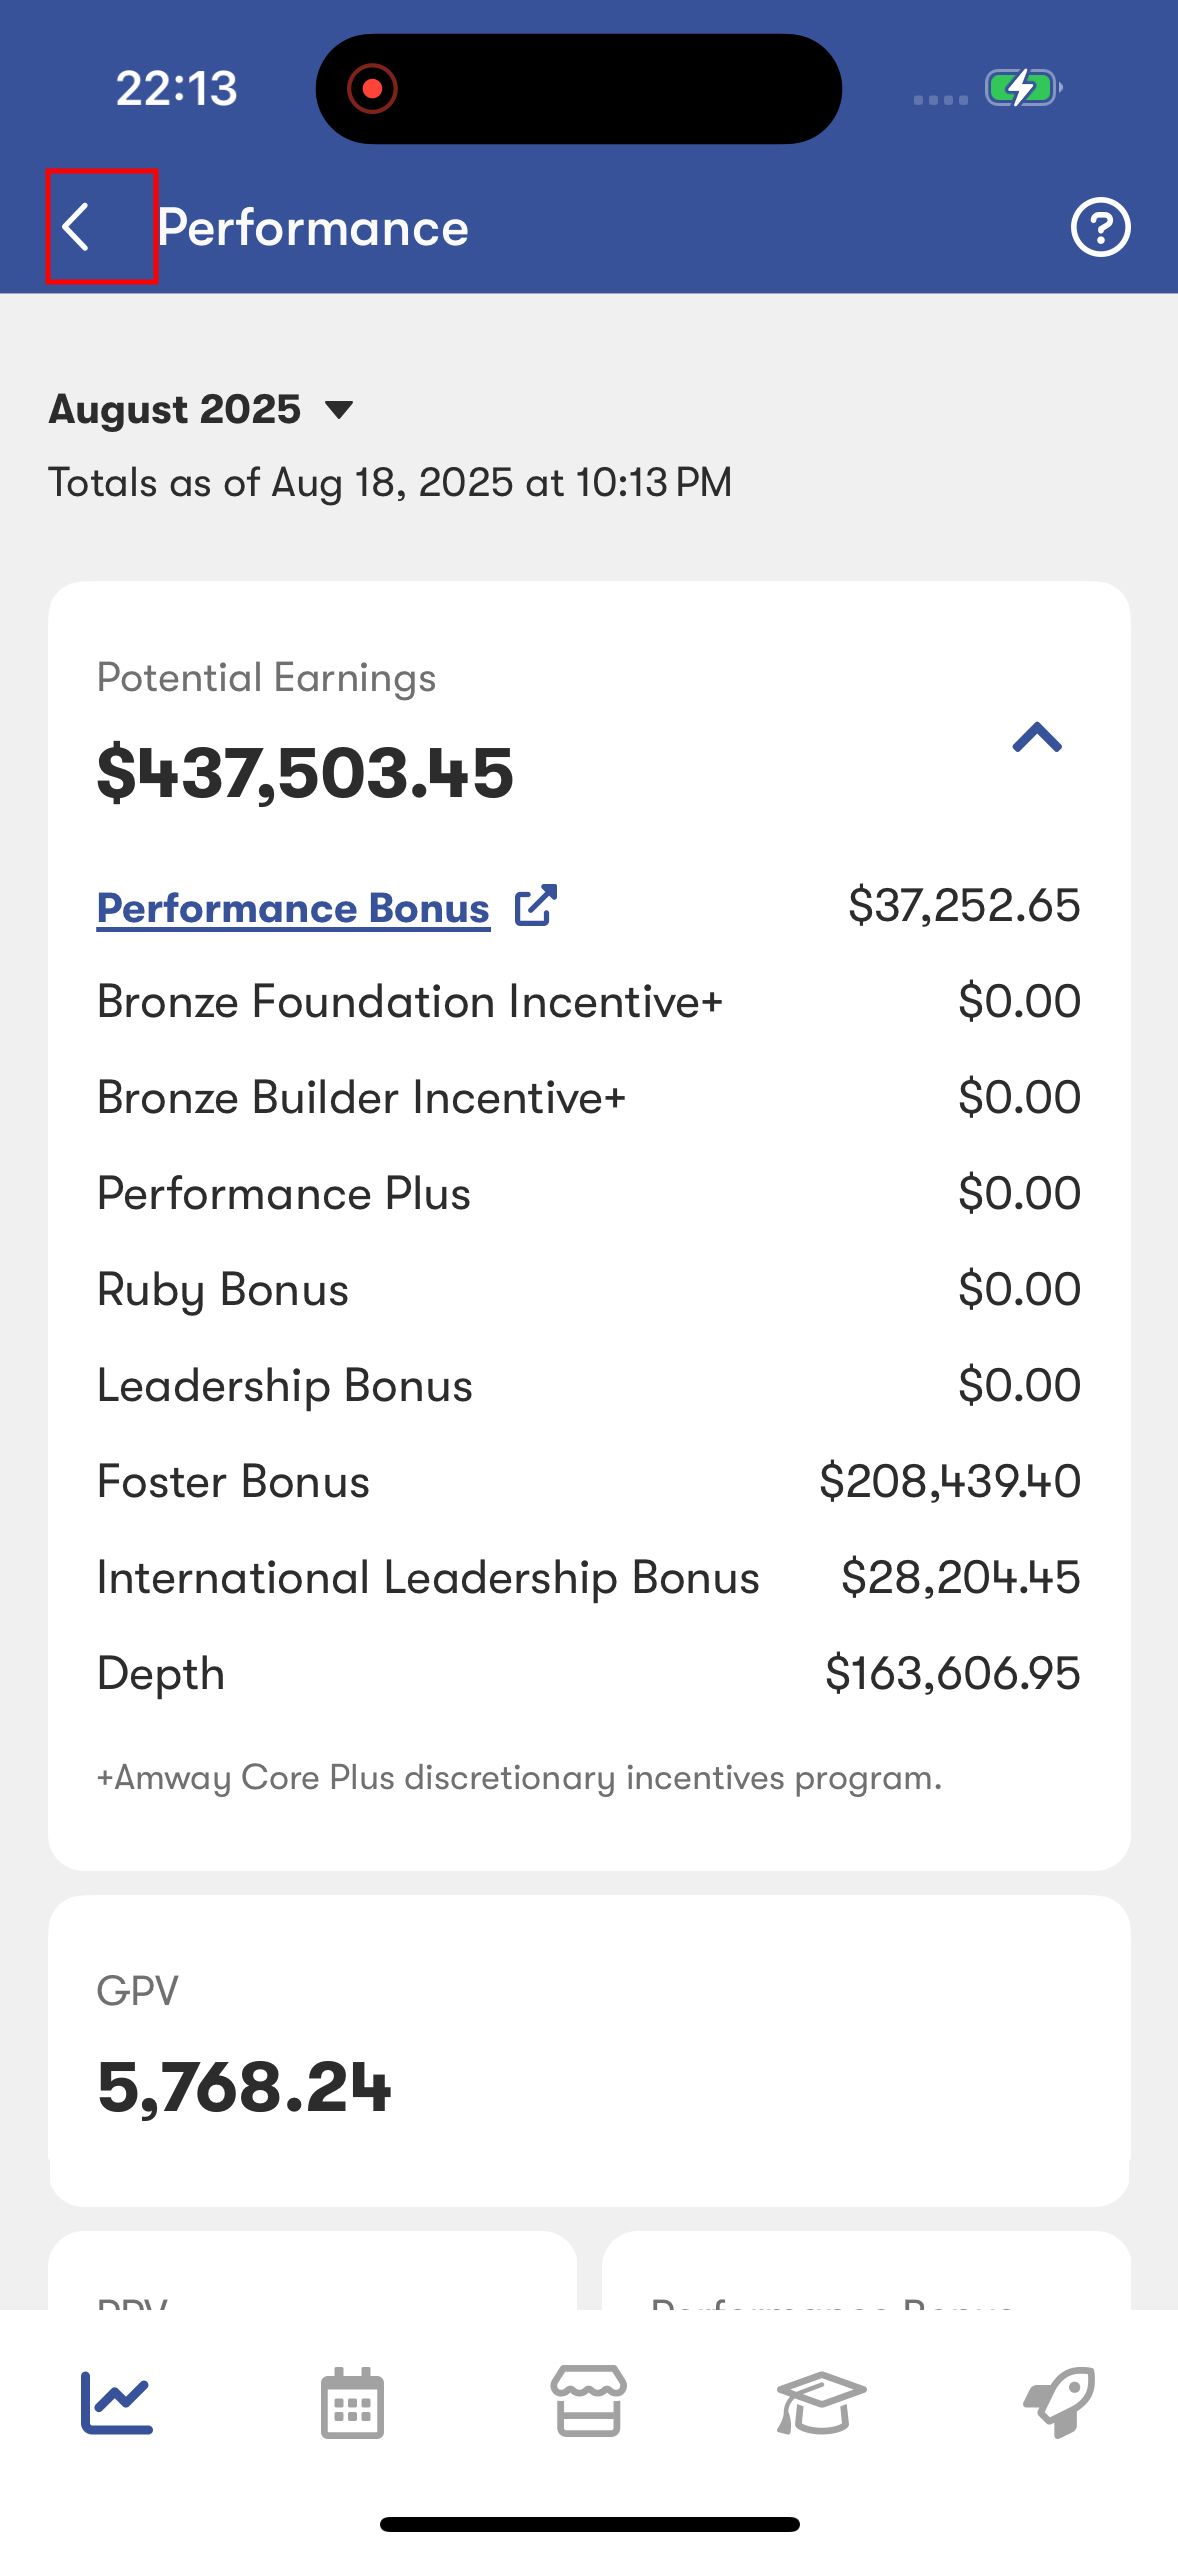 22:13
Performance
August 2025
Totals as of Aug 18, 2025 at 10:13 PM
Potential Earnings
$437,503.45
Performance Bonus $37,252.65
Bronze Foundation Incentive+ $0.00
Bronze Builder Incentive+ $0.00
Performance Plus $0.00
Ruby Bonus $0.00
Leadership Bonus $0.00
Foster Bonus $208,439.40
International Leadership Bonus $28,204.45
Depth $163,606.95
+Amway Core Plus discretionary incentives program.
GPV
5,768.24
PPV Performance Bonus